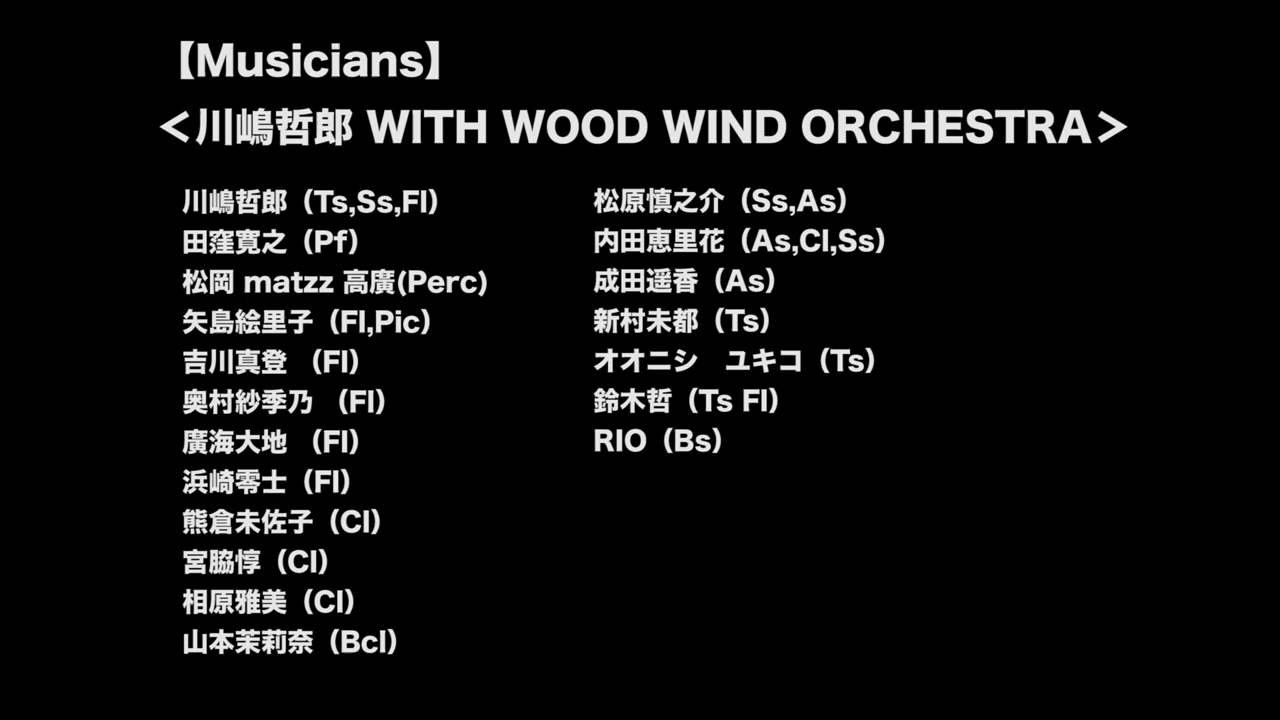 【Musicians】
＜川嶋哲郎 WITH WOOD WIND ORCHESTRA＞
川嶋哲郎（Ts,Ss,Fl）
田窪寛之（Pf）
松岡 matzz 高廣(Perc)
矢島絵里子（Fl,Pic）
吉川真登 （Fl）
奥村紗季乃 （Fl）
廣海大地 （Fl）
浜崎零士（Fl）
熊倉未佐子（Cl）
宮脇惇（Cl）
相原雅美（Cl）
山本茉莉奈（Bcl）
松原慎之介（Ss,As）
内田恵里花（As,Cl,Ss）
成田遥香（As）
新村未都（Ts）
オオニシ　ユキコ（Ts）
鈴木哲（Ts Fl）
RIO（Bs）